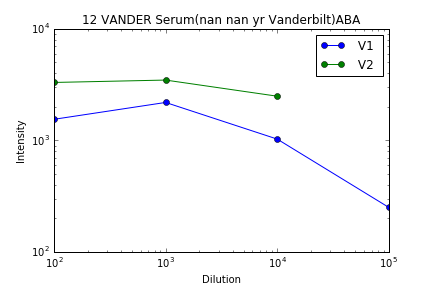 12 VANDER Serum(nan nan yr Vanderbilt)ABA
10^4
V1
V2
10^3
Intensity
10^2
10^2 10^3 10^4 10^5
Dilution